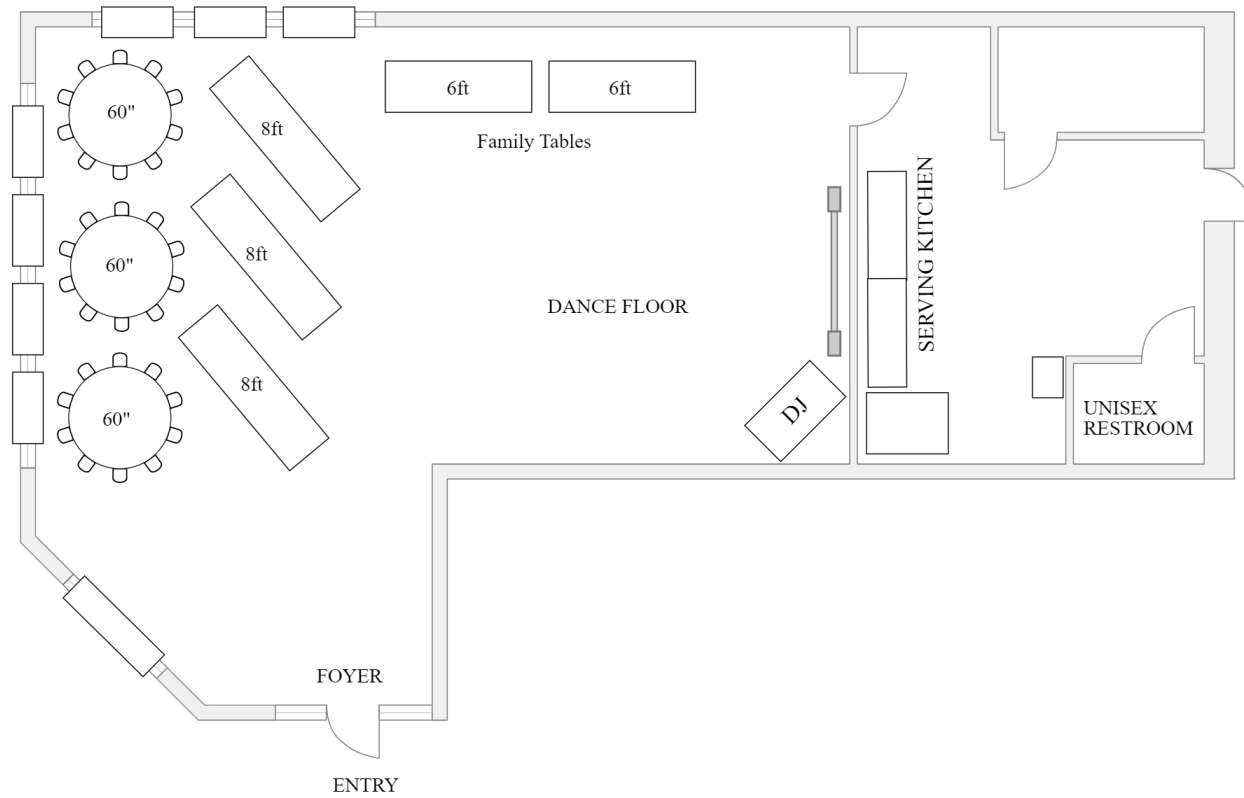 60"
8ft
6ft
6ft
Family Tables
60"
8ft
DANCE FLOOR
SERVING KITCHEN
60"
8ft
DJ
UNISEX
RESTROOM
FOYER
ENTRY